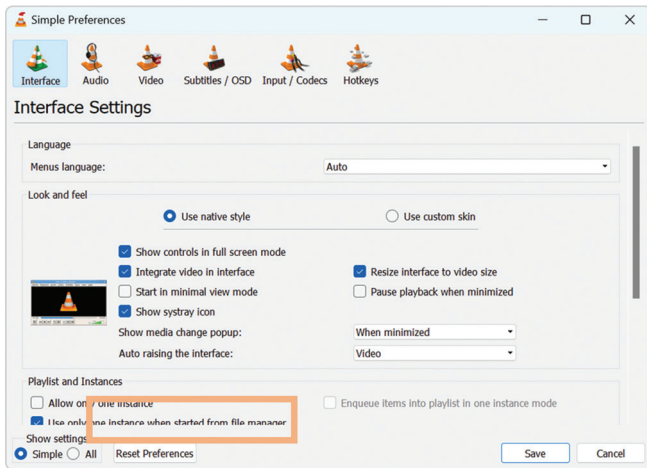 Simple Preferences
Interface Audio Video Subtitles / OSD Input / Codecs Hotkeys
Interface Settings
Language
Menus language: Auto
Look and feel
Use native style Use custom skin
Show controls in full screen mode
Integrate video in interface Resize interface to video size
Start in minimal view mode Pause playback when minimized
Show systray icon
Show media change popup: When minimized
Auto raising the interface: Video
Playlist and Instances
Allow only one instance Enqueue items into playlist in one instance mode
Use only one instance when started from file manager
Show settings
Simple All Reset Preferences Save Cancel